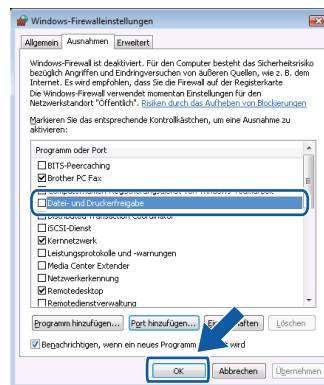 Windows-Firewalleinstellungen
Allgemein Ausnahmen Erweitert
Windows-Firewall ist deaktiviert. Für den Computer besteht das Sicherheitsrisiko
bezüglich Angriffen und Eindringversuchen von äußeren Quellen, wie z. B. dem
Internet. Es wird empfohlen, dass Sie die Firewall auf der Registerkarte
Die Windows-Firewall verwendet momentan Einstellungen für den
Netzwerkstandort "Öffentlich". Risiken durch das Aufheben von Blockierungen
Markieren Sie das entsprechende Kontrollkästchen, um eine Ausnahme zu
aktivieren:
Programm oder Port
BITS-Peercaching
Brother PC Fax
Datei- und Druckerfreigabe
Distributed Transaction Coordinator
iSCSI-Dienst
Kernnetzwerk
Leistungsprotokolle und -warnungen
Media Center Extender
Netzwerkerkennung
Remotedesktop
Remotedienstverwaltung
Programm hinzufügen... Port hinzufügen... Löschen
Benachrichtigen, wenn ein neues Programm wird
OK Abbrechen Übernehmen